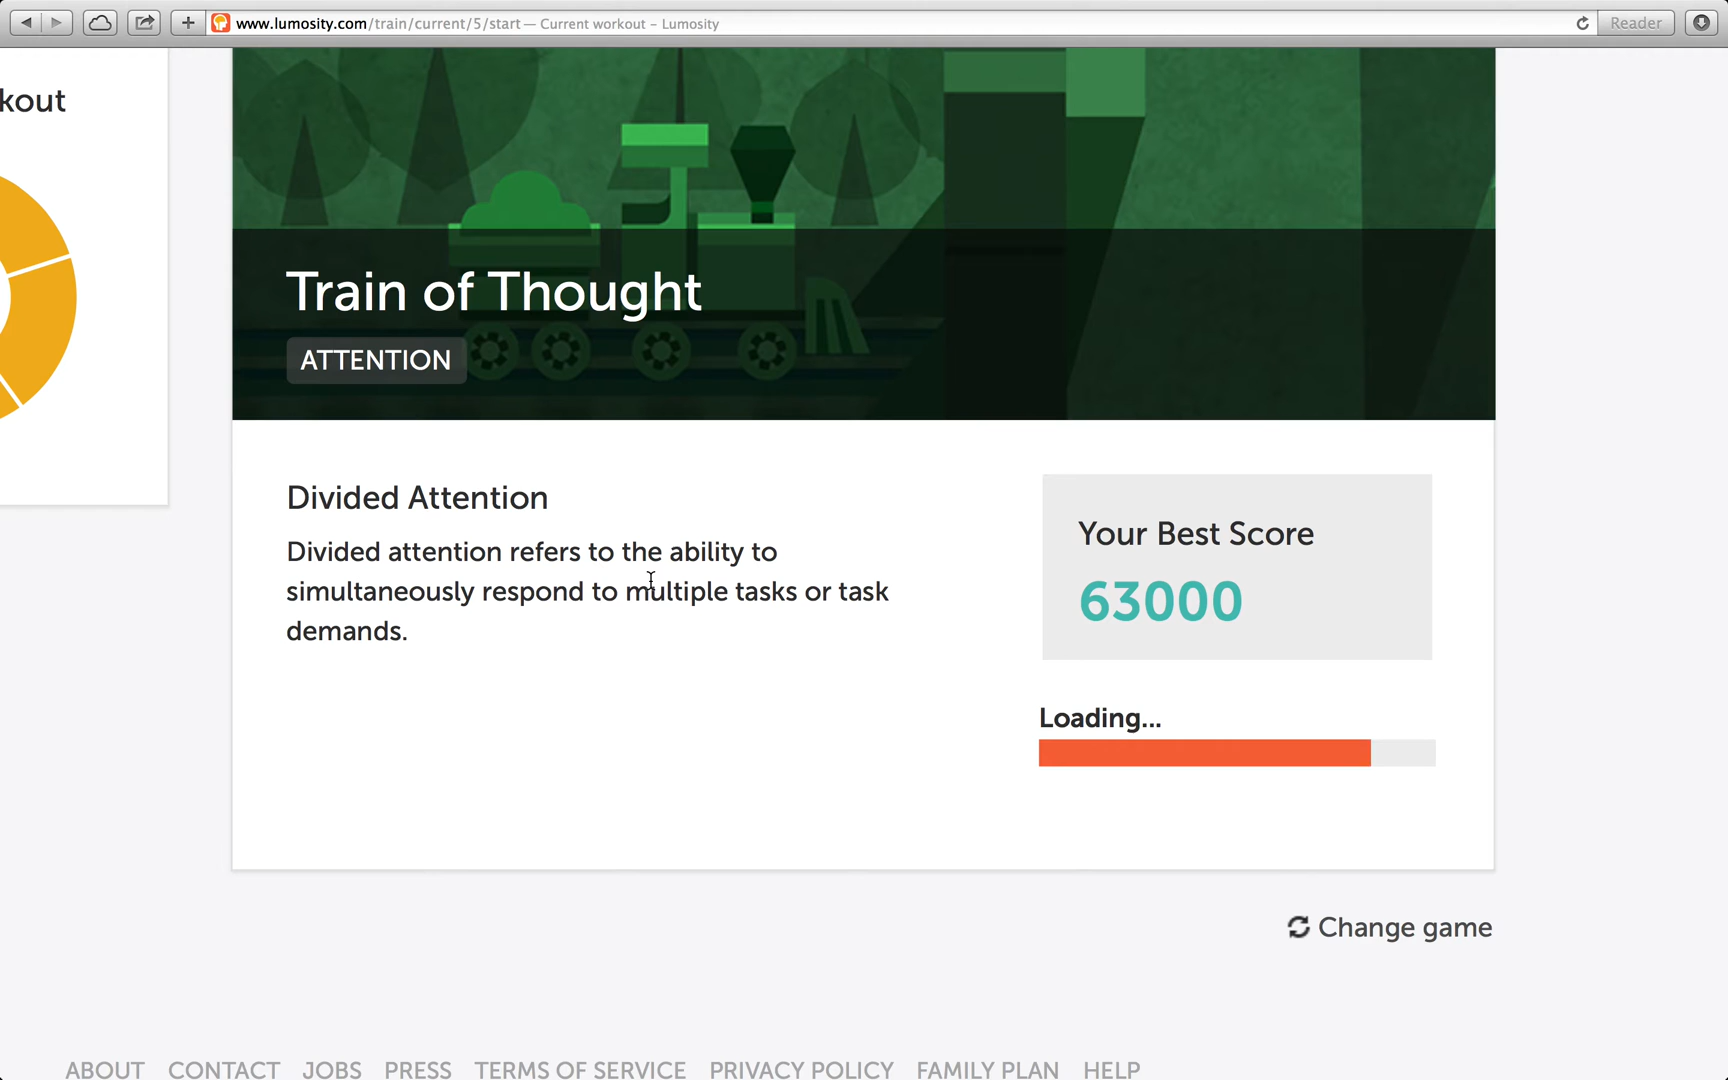 www.lumosity.com/train/current/5/start — Current workout – Lumosity
Reader
kout
Train of Thought
ATTENTION
Divided Attention
Divided attention refers to the ability to
simultaneously respond to multiple tasks or task
demands.
Your Best Score
63000
Loading...
Change game
ABOUT CONTACT JOBS PRESS TERMS OF SERVICE PRIVACY POLICY FAMILY PLAN HELP